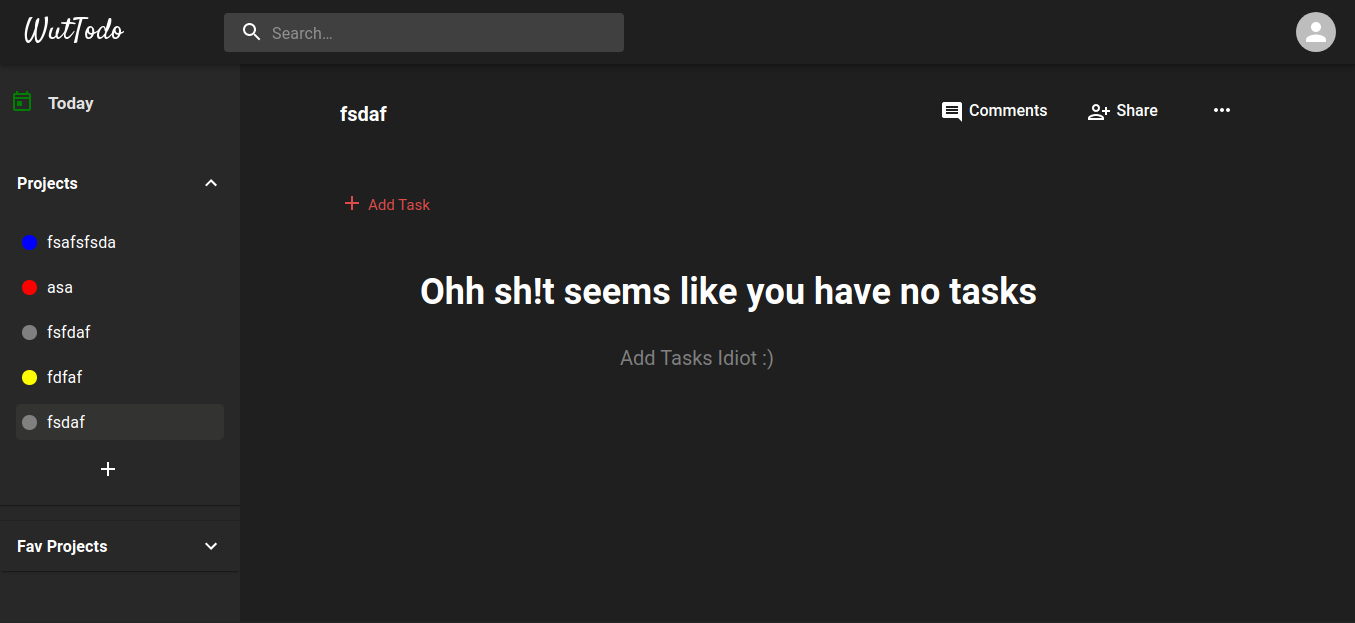 WutTodo
Search…
Today
Projects
fsafsfsda
asa
fsfdaf
fdfaf
fsdaf
Fav Projects
fsdaf
Comments
Share
Add Task
Ohh sh!t seems like you have no tasks
Add Tasks Idiot :)